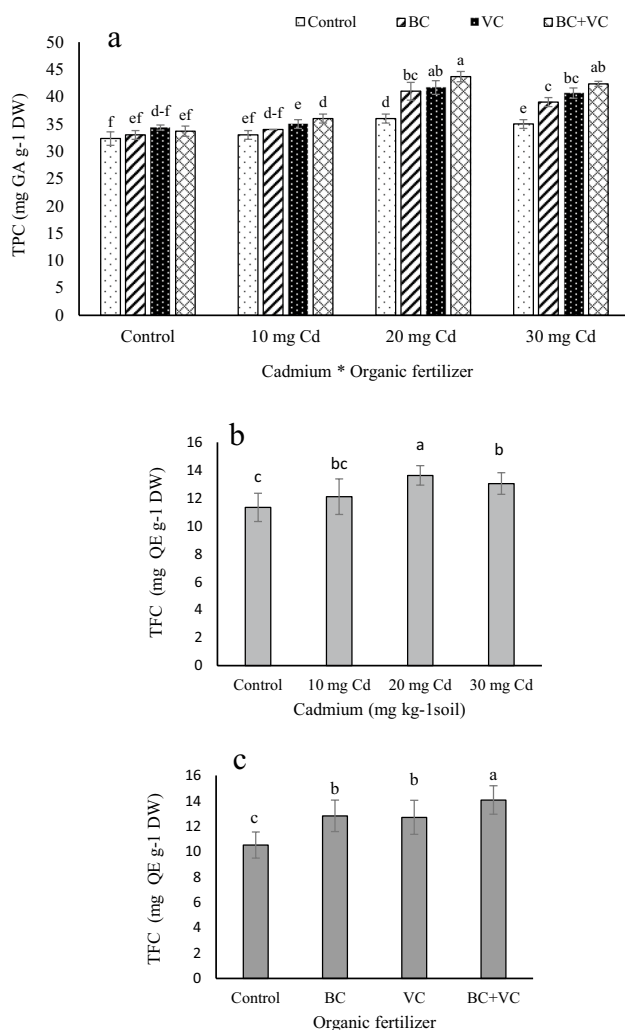 Control BC VC BC+VC
a
50
45
40
35
30
25
20
15
10
5
0
TPC (mg GA g-1 DW)
f ef d-f ef ef d-f e d d bc ab a e c bc ab
Control 10 mg Cd 20 mg Cd 30 mg Cd
Cadmium * Organic fertilizer
b
16
14
12
10
8
6
4
2
0
TFC (mg QE g-1 DW)
c bc a b
Control 10 mg Cd 20 mg Cd 30 mg Cd
Cadmium (mg kg-1soil)
c
16
14
12
10
8
6
4
2
0
TFC (mg QE g-1 DW)
c b b a
Control BC VC BC+VC
Organic fertilizer